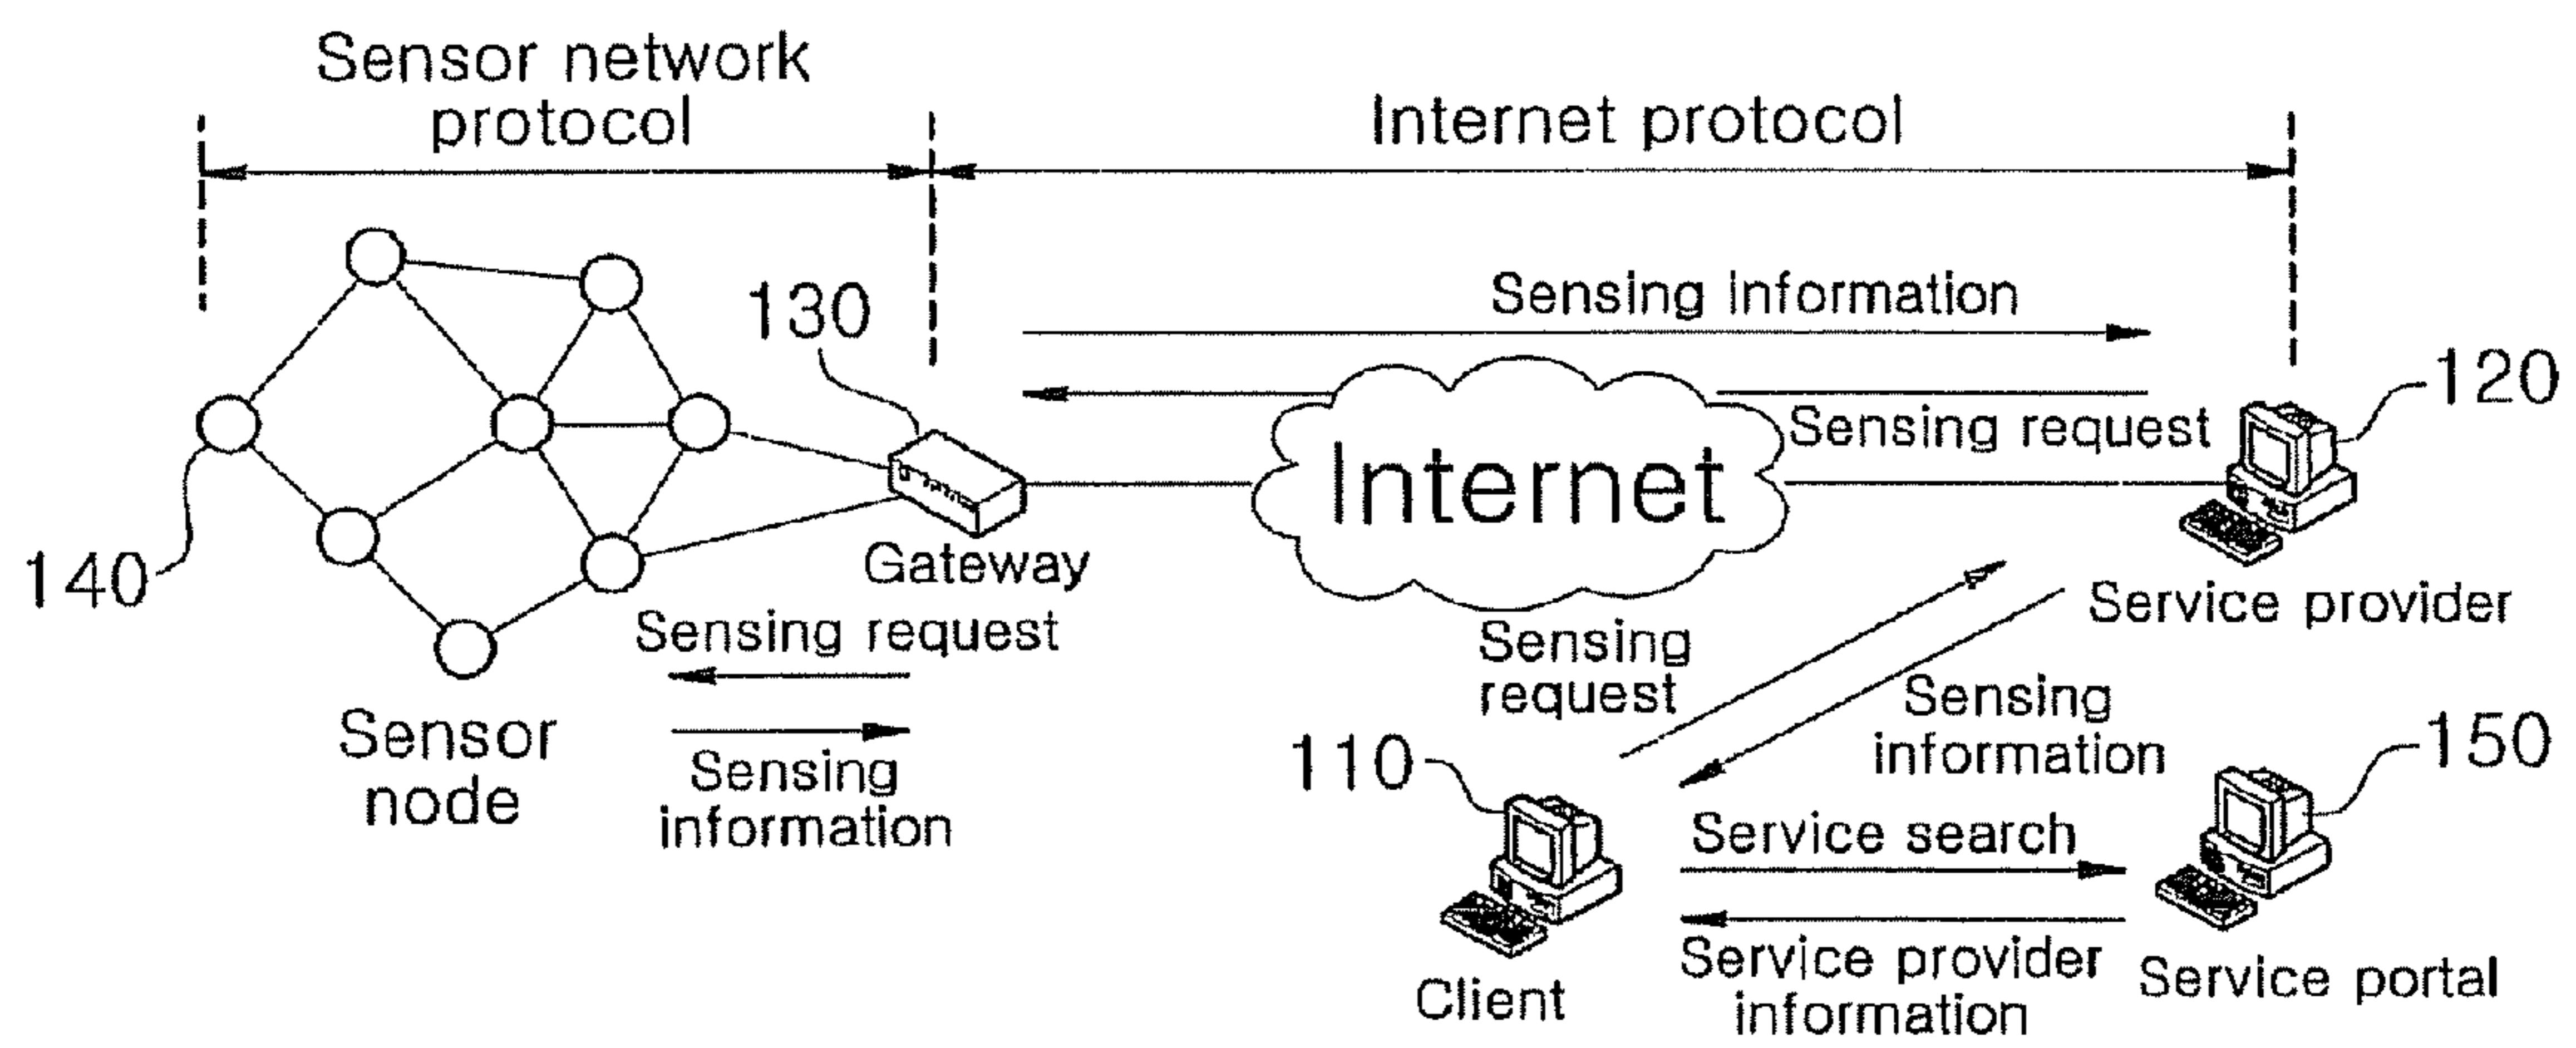 Sensor network
protocol
Internet protocol
Sensing information
130
120
Sensing request
Internet
140
Gateway
Service provider
Sensing request
Sensing
request
Sensing
information
Sensor
node
Sensing
information
110
150
Service search
Service provider
information
Client
Service portal